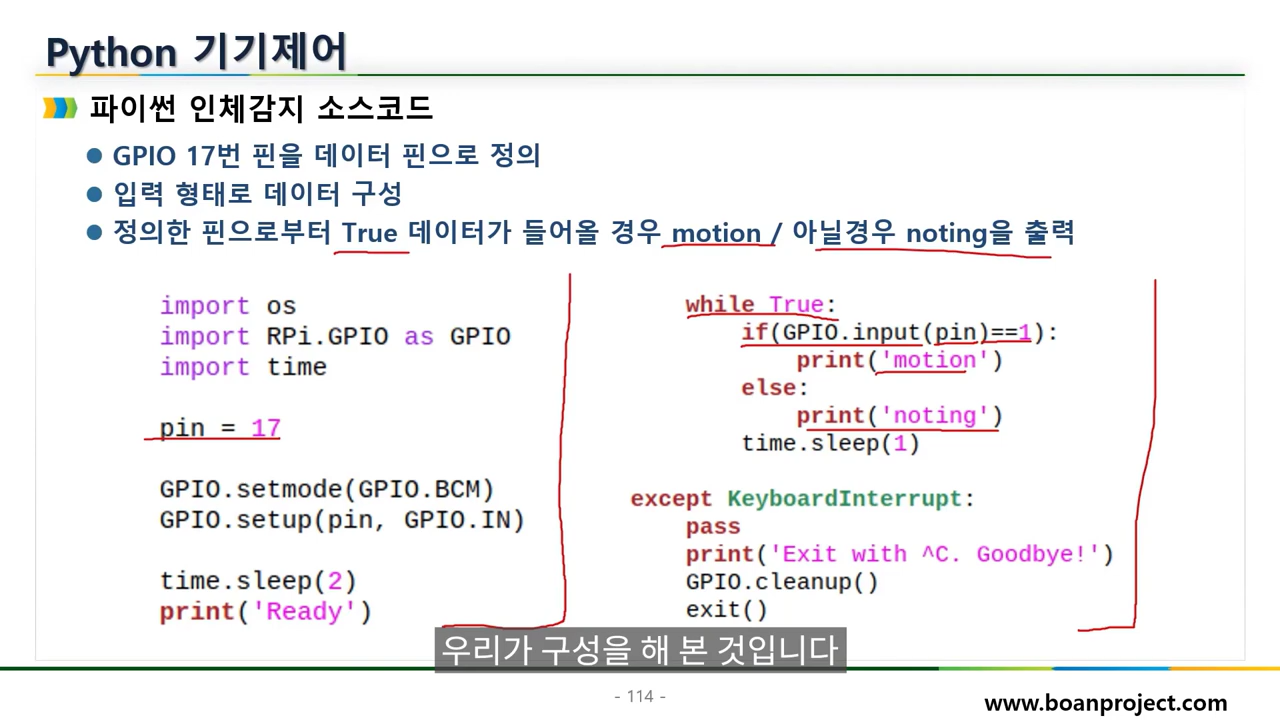 Python 기기제어
파이썬 인체감지 소스코드
GPIO 17번 핀을 데이터 핀으로 정의
입력 형태로 데이터 구성
정의한 핀으로부터 True 데이터가 들어올 경우 motion / 아닐경우 noting을 출력
import os
import RPi.GPIO as GPIO
import time
pin = 17
GPIO.setmode(GPIO.BCM)
GPIO.setup(pin, GPIO.IN)
time.sleep(2)
print('Ready')
while True:
if(GPIO.input(pin)==1):
print('motion')
else:
print('noting')
time.sleep(1)
except KeyboardInterrupt:
pass
print('Exit with ^C. Goodbye!')
GPIO.cleanup()
exit()
우리가 구성을 해 본 것입니다
- 114 -
www.boanproject.com